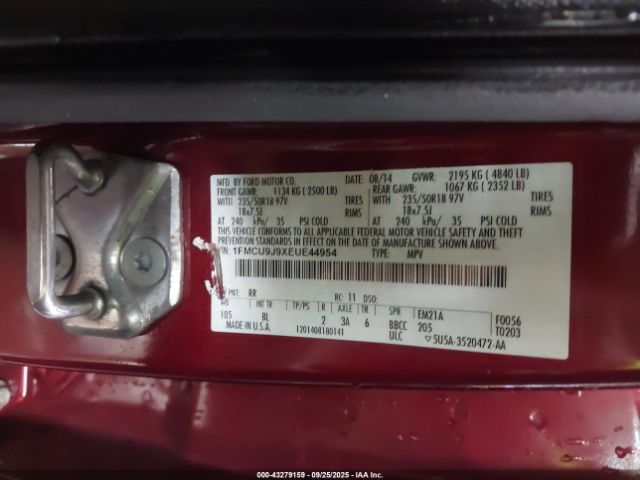 MFD. BY FORD MOTOR CO.
DATE: 08/14 GVWR: 2195 KG ( 4840 LB)
FRONT GAWR: 1134 KG ( 2500 LB) REAR GAWR: 1067 KG ( 2352 LB)
WITH 235/50R18 97V TIRES WITH 235/50R18 97V TIRES
18x7.5J RIMS 18x7.5J RIMS
AT 240 kPa/ 35 PSI COLD AT 240 kPa/ 35 PSI COLD
THIS VEHICLE CONFORMS TO ALL APPLICABLE FEDERAL MOTOR VEHICLE SAFETY AND THEFT
PREVENTION STANDARDS IN EFFECT ON THE DATE OF MANUFACTURE SHOWN ABOVE.
VIN: 1FMCU9J9XEUE44954 TYPE: MPV
EXT PNT: RR RC: 11 DSO:
WB INT TR TP/PS R AXLE TR SPR EM21A F0056
105 8L 2 3A 6 BBCC 205 T0203
MADE IN U.S.A. 1201408180141 ULC 5U5A-3520472-AA
000-43279159 - 09/25/2025 - IAA Inc.